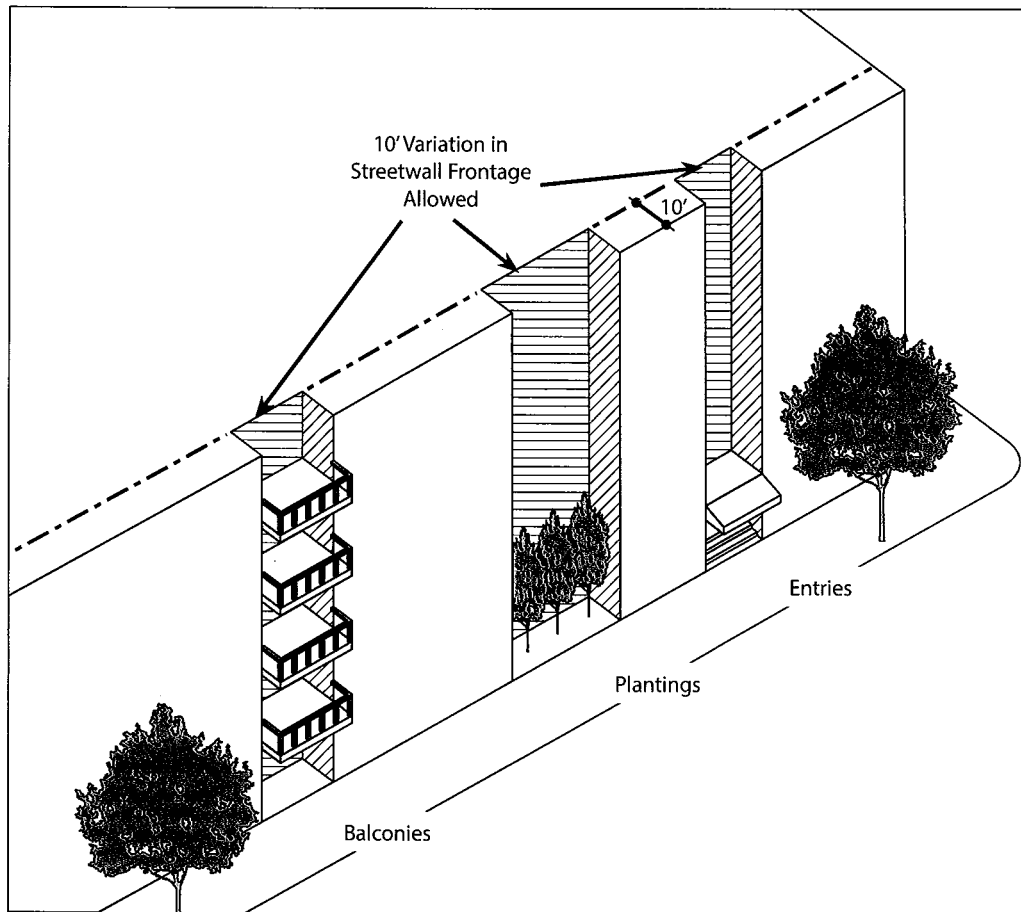 10' Variation in
Streetwall Frontage
Allowed
10'
Entries
Plantings
Balconies